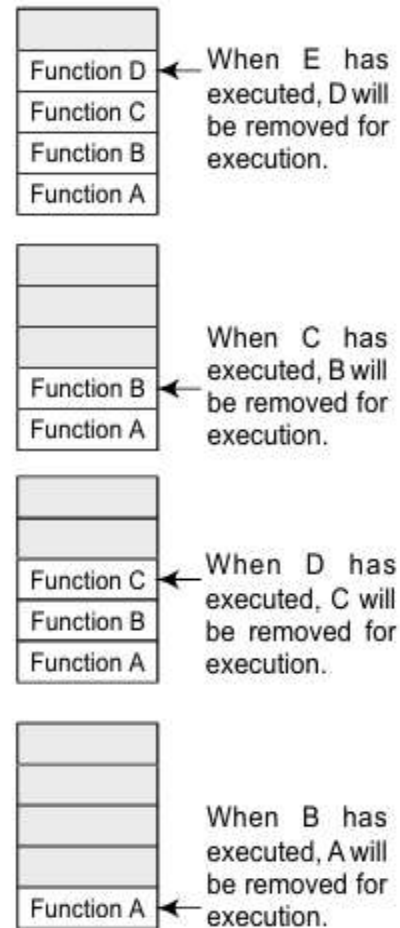 When E has
Function D
executed, D will
Function C
be removed for
Function B
execution.
Function A
When C has
executed, B will
Function B
be removed for
Function A
execution.
When D has
Function C
executed, C will
Function B
be removed for
Function A
execution.
When B has
executed, A will
be removed for
Function A
execution.